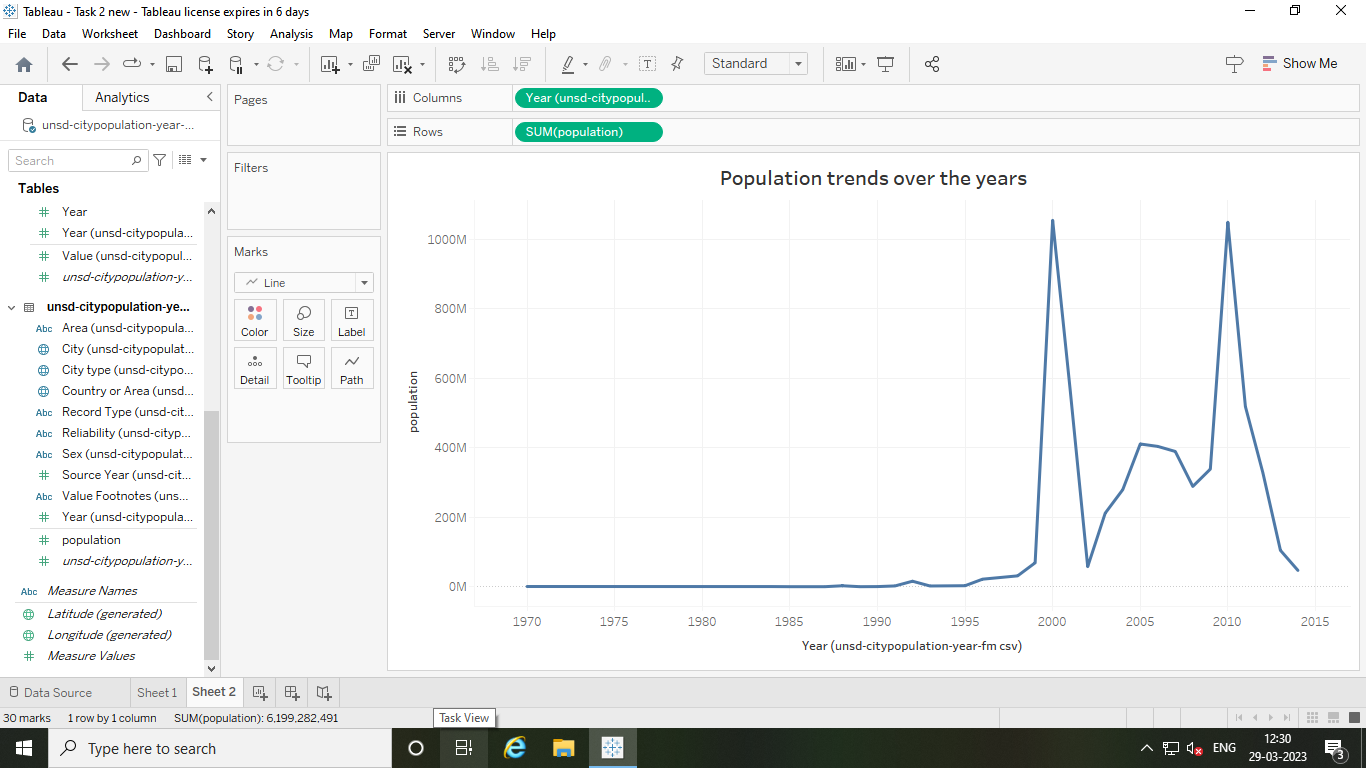 Tableau - Task 2 new - Tableau license expires in 6 days
File Data Worksheet Dashboard Story Analysis Map Format Server Window Help
Standard
Show Me
Data Analytics
unsd-citypopulation-year-...
Search
Tables
Year
Year (unsd-citypopula...
Value (unsd-citypopul...
unsd-citypopulation-y...
unsd-citypopulation-ye...
Abc Area (unsd-citypopula...
City (unsd-citypopulat...
City type (unsd-citypo...
Country or Area (unsd...
Abc Record Type (unsd-cit...
Abc Reliability (unsd-cityp...
Abc Sex (unsd-citypopulat...
Source Year (unsd-cit...
Abc Value Footnotes (uns...
Year (unsd-citypopula...
population
unsd-citypopulation-y...
Abc Measure Names
Latitude (generated)
Longitude (generated)
Measure Values
Pages
Filters
Marks
Line
Color Size Label
Detail Tooltip Path
Columns Year (unsd-citypopul..
Rows SUM(population)
Population trends over the years
population
1000M
800M
600M
400M
200M
0M
1970 1975 1980 1985 1990 1995 2000 2005 2010 2015
Year (unsd-citypopulation-year-fm csv)
Data Source Sheet 1 Sheet 2
30 marks 1 row by 1 column SUM(population): 6,199,282,491
Task View
Type here to search
ENG
12:30
29-03-2023
3